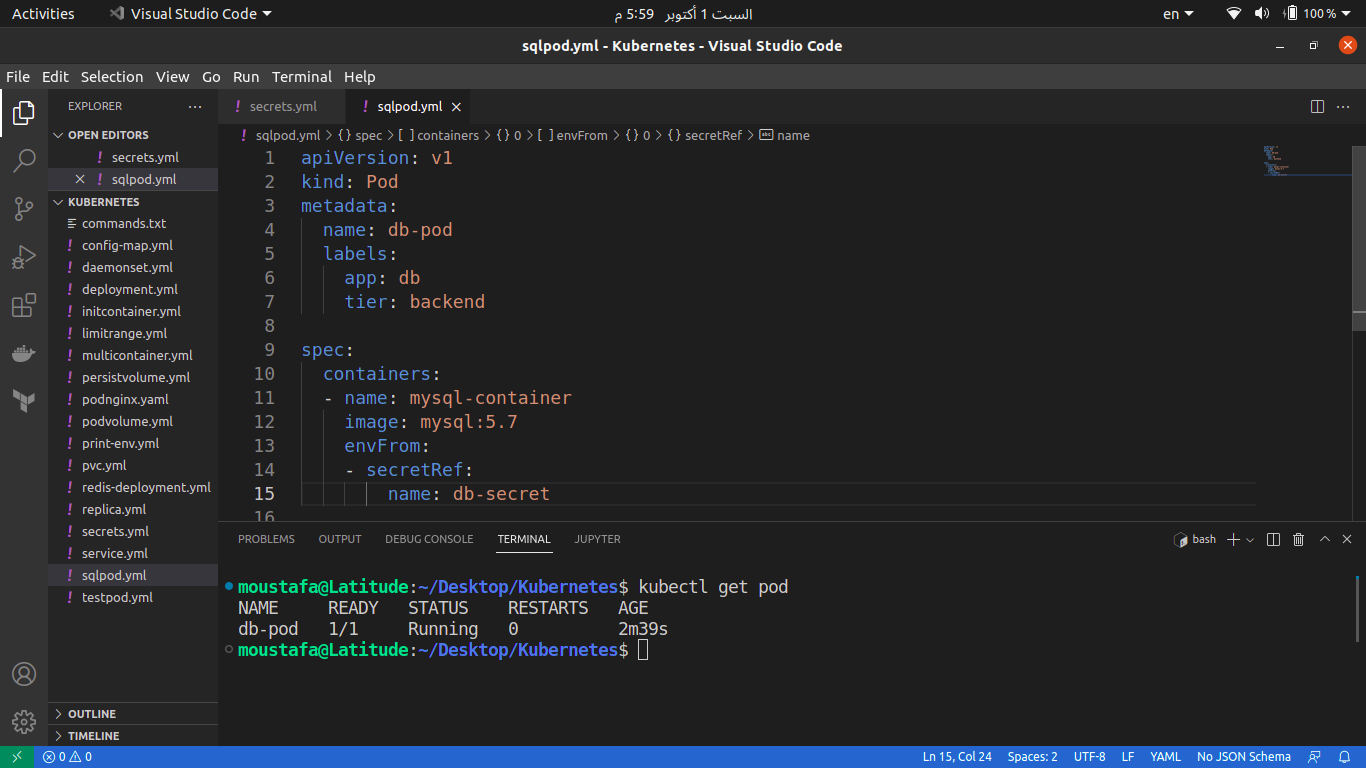 Activities Visual Studio Code السبت 1 أكتوبر 5:59 م en 100 %
sqlpod.yml - Kubernetes - Visual Studio Code
File Edit Selection View Go Run Terminal Help
EXPLORER ...
OPEN EDITORS
! secrets.yml
! sqlpod.yml
KUBERNETES
commands.txt
! config-map.yml
! daemonset.yml
! deployment.yml
! initcontainer.yml
! limitrange.yml
! multicontainer.yml
! persistvolume.yml
! podnginx.yaml
! podvolume.yml
! print-env.yml
! pvc.yml
! redis-deployment.yml
! replica.yml
! secrets.yml
! service.yml
! sqlpod.yml
! testpod.yml
OUTLINE
TIMELINE
! secrets.yml ! sqlpod.yml
! sqlpod.yml > {} spec > [ ] containers > {} 0 > [ ] envFrom > {} 0 > {} secretRef > abc name
1 apiVersion: v1
2 kind: Pod
3 metadata:
4 name: db-pod
5 labels:
6 app: db
7 tier: backend
8
9 spec:
10 containers:
11 - name: mysql-container
12 image: mysql:5.7
13 envFrom:
14 - secretRef:
15 name: db-secret
16
PROBLEMS OUTPUT DEBUG CONSOLE TERMINAL JUPYTER bash
moustafa@Latitude:~/Desktop/Kubernetes$ kubectl get pod
NAME READY STATUS RESTARTS AGE
db-pod 1/1 Running 0 2m39s
moustafa@Latitude:~/Desktop/Kubernetes$
0 0 Ln 15, Col 24 Spaces: 2 UTF-8 LF YAML No JSON Schema